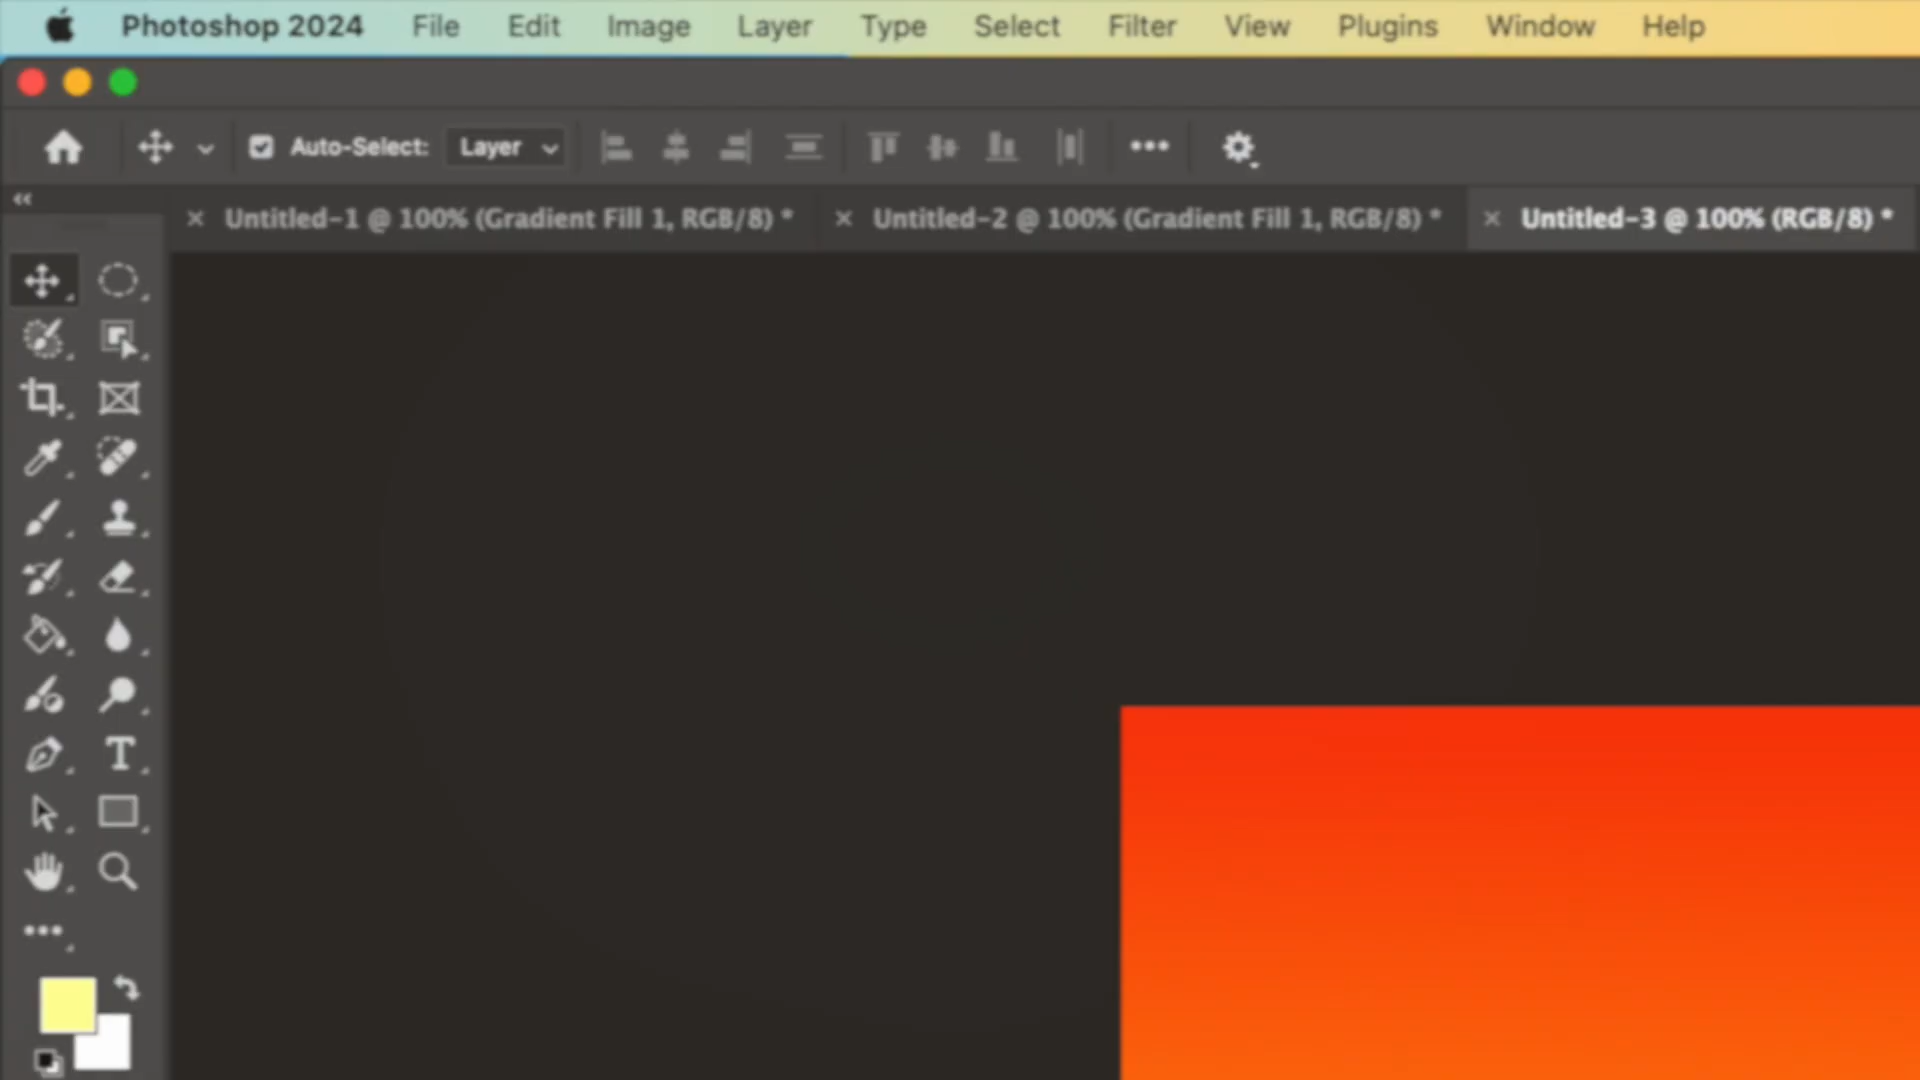 Photoshop 2024 File Edit Image Layer Type Select Filter View Plugins Window Help
Auto-Select: Layer
Untitled-1 @ 100% (Gradient Fill 1, RGB/8) * Untitled-2 @ 100% (Gradient Fill 1, RGB/8) * Untitled-3 @ 100% (RGB/8) *